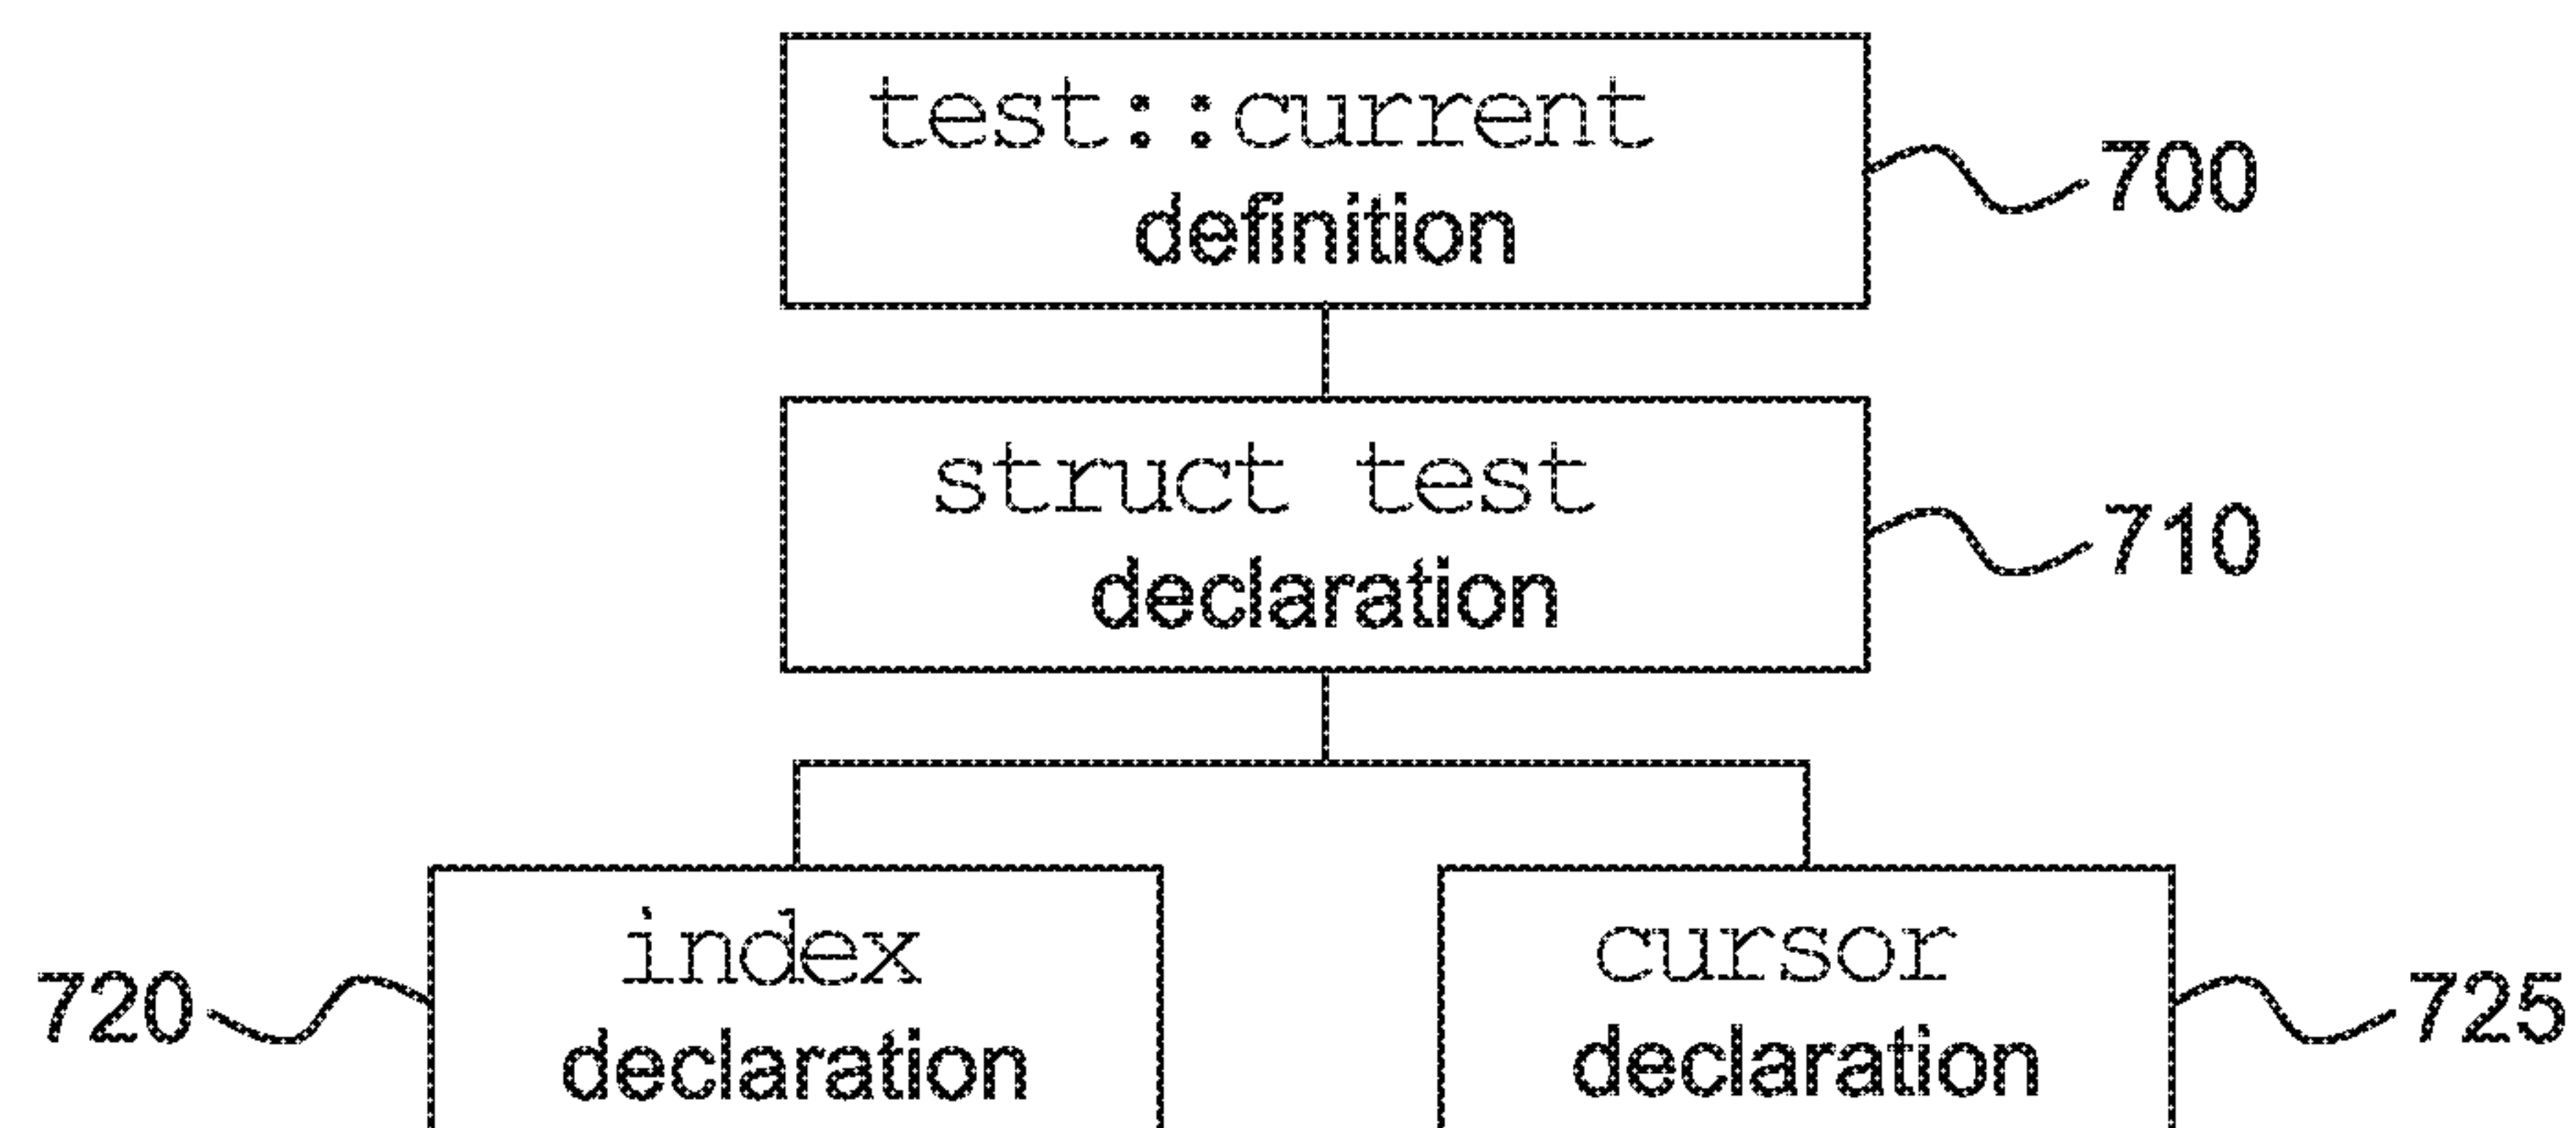 test::current
definition
700
struct test
declaration
710
720
index
declaration
cursor
declaration
725